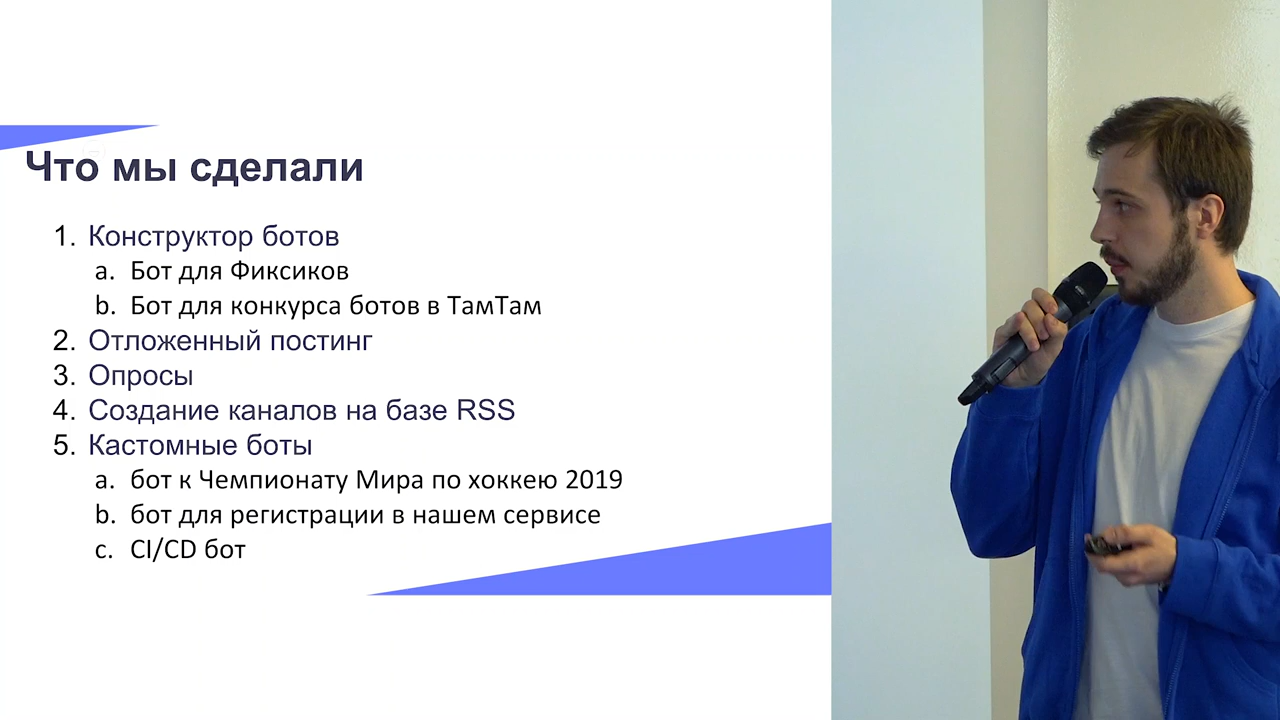 Что мы сделали
1. Конструктор ботов
a. Бот для Фиксиков
b. Бот для конкурса ботов в ТамТам
2. Отложенный постинг
3. Опросы
4. Создание каналов на базе RSS
5. Кастомные боты
a. бот к Чемпионату Мира по хоккею 2019
b. бот для регистрации в нашем сервисе
c. CI/CD бот